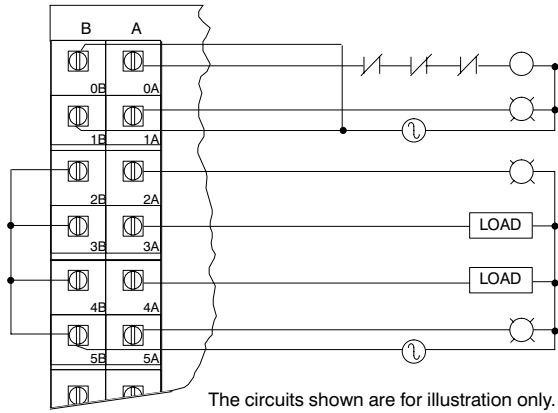 B A
0B 0A
1B 1A
2B 2A
3B 3A
LOAD
4B 4A
LOAD
5B 5A
The circuits shown are for illustration only.